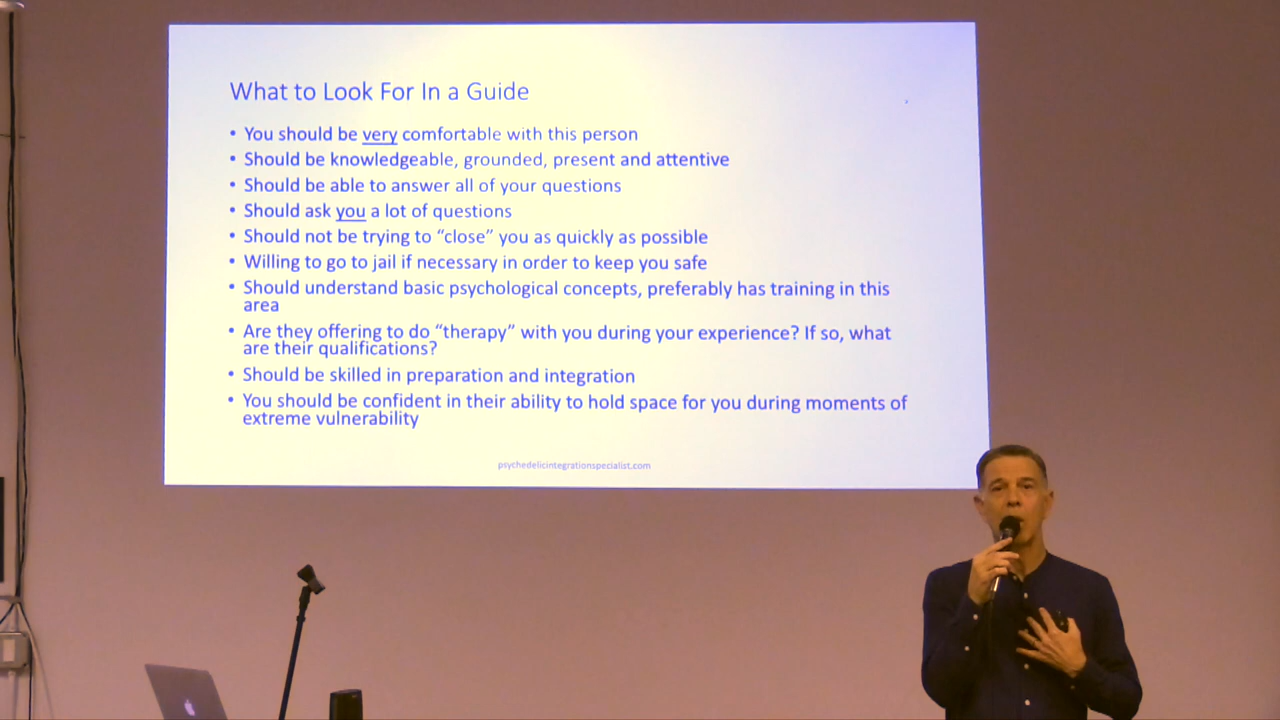 What to Look For In a Guide
• You should be very comfortable with this person
• Should be knowledgeable, grounded, present and attentive
• Should be able to answer all of your questions
• Should ask you a lot of questions
• Should not be trying to “close” you as quickly as possible
• Willing to go to jail if necessary in order to keep you safe
• Should understand basic psychological concepts, preferably has training in this
area
• Are they offering to do “therapy” with you during your experience? If so, what
are their qualifications?
• Should be skilled in preparation and integration
• You should be confident in their ability to hold space for you during moments of
extreme vulnerability
psychedelicintegrationspecialist.com